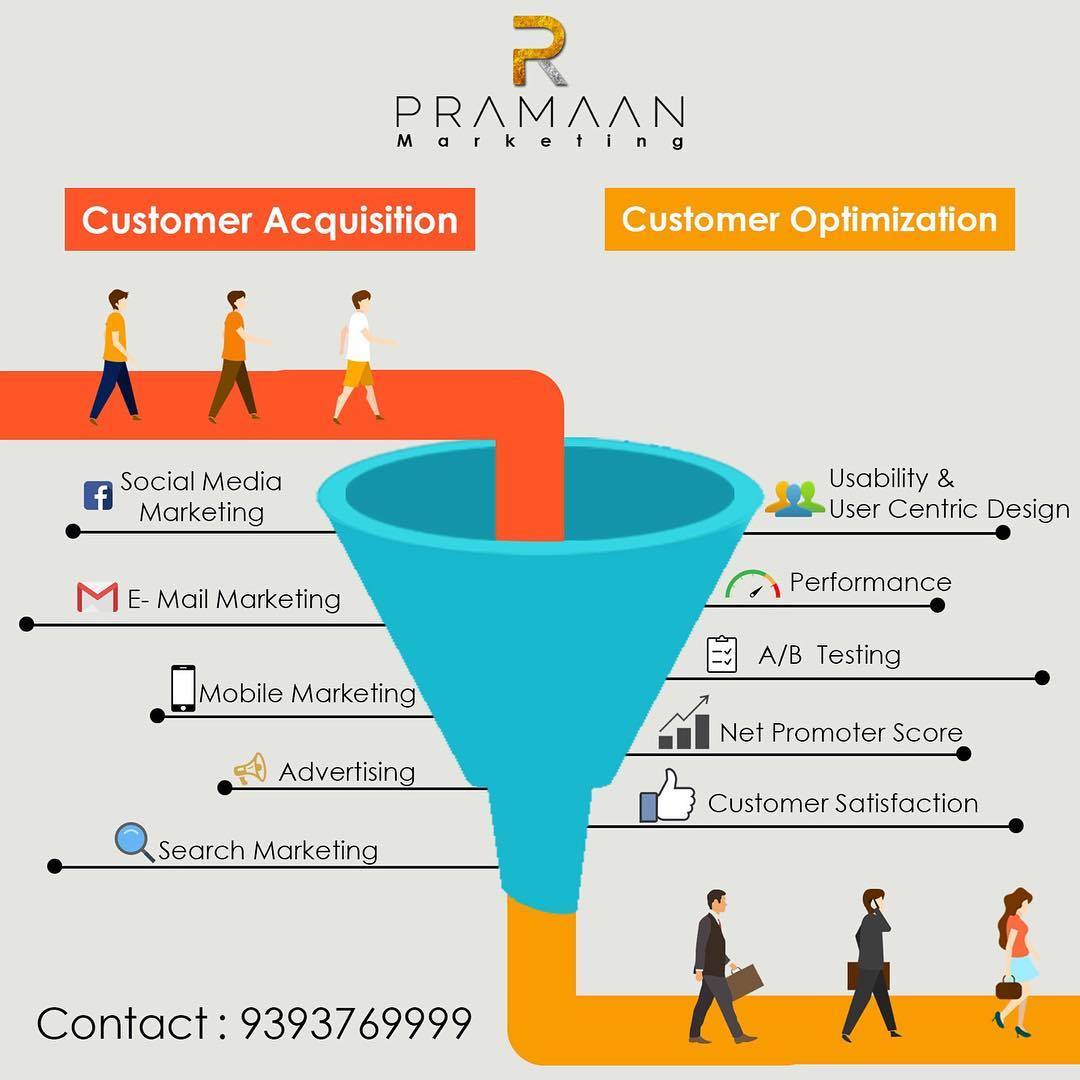 PRAMAAN
Marketing
Customer Acquisition
Customer Optimization
Social Media
Marketing
E- Mail Marketing
Mobile Marketing
Advertising
Search Marketing
Usability &
User Centric Design
Performance
A/B Testing
Net Promoter Score
Customer Satisfaction
Contact : 9393769999